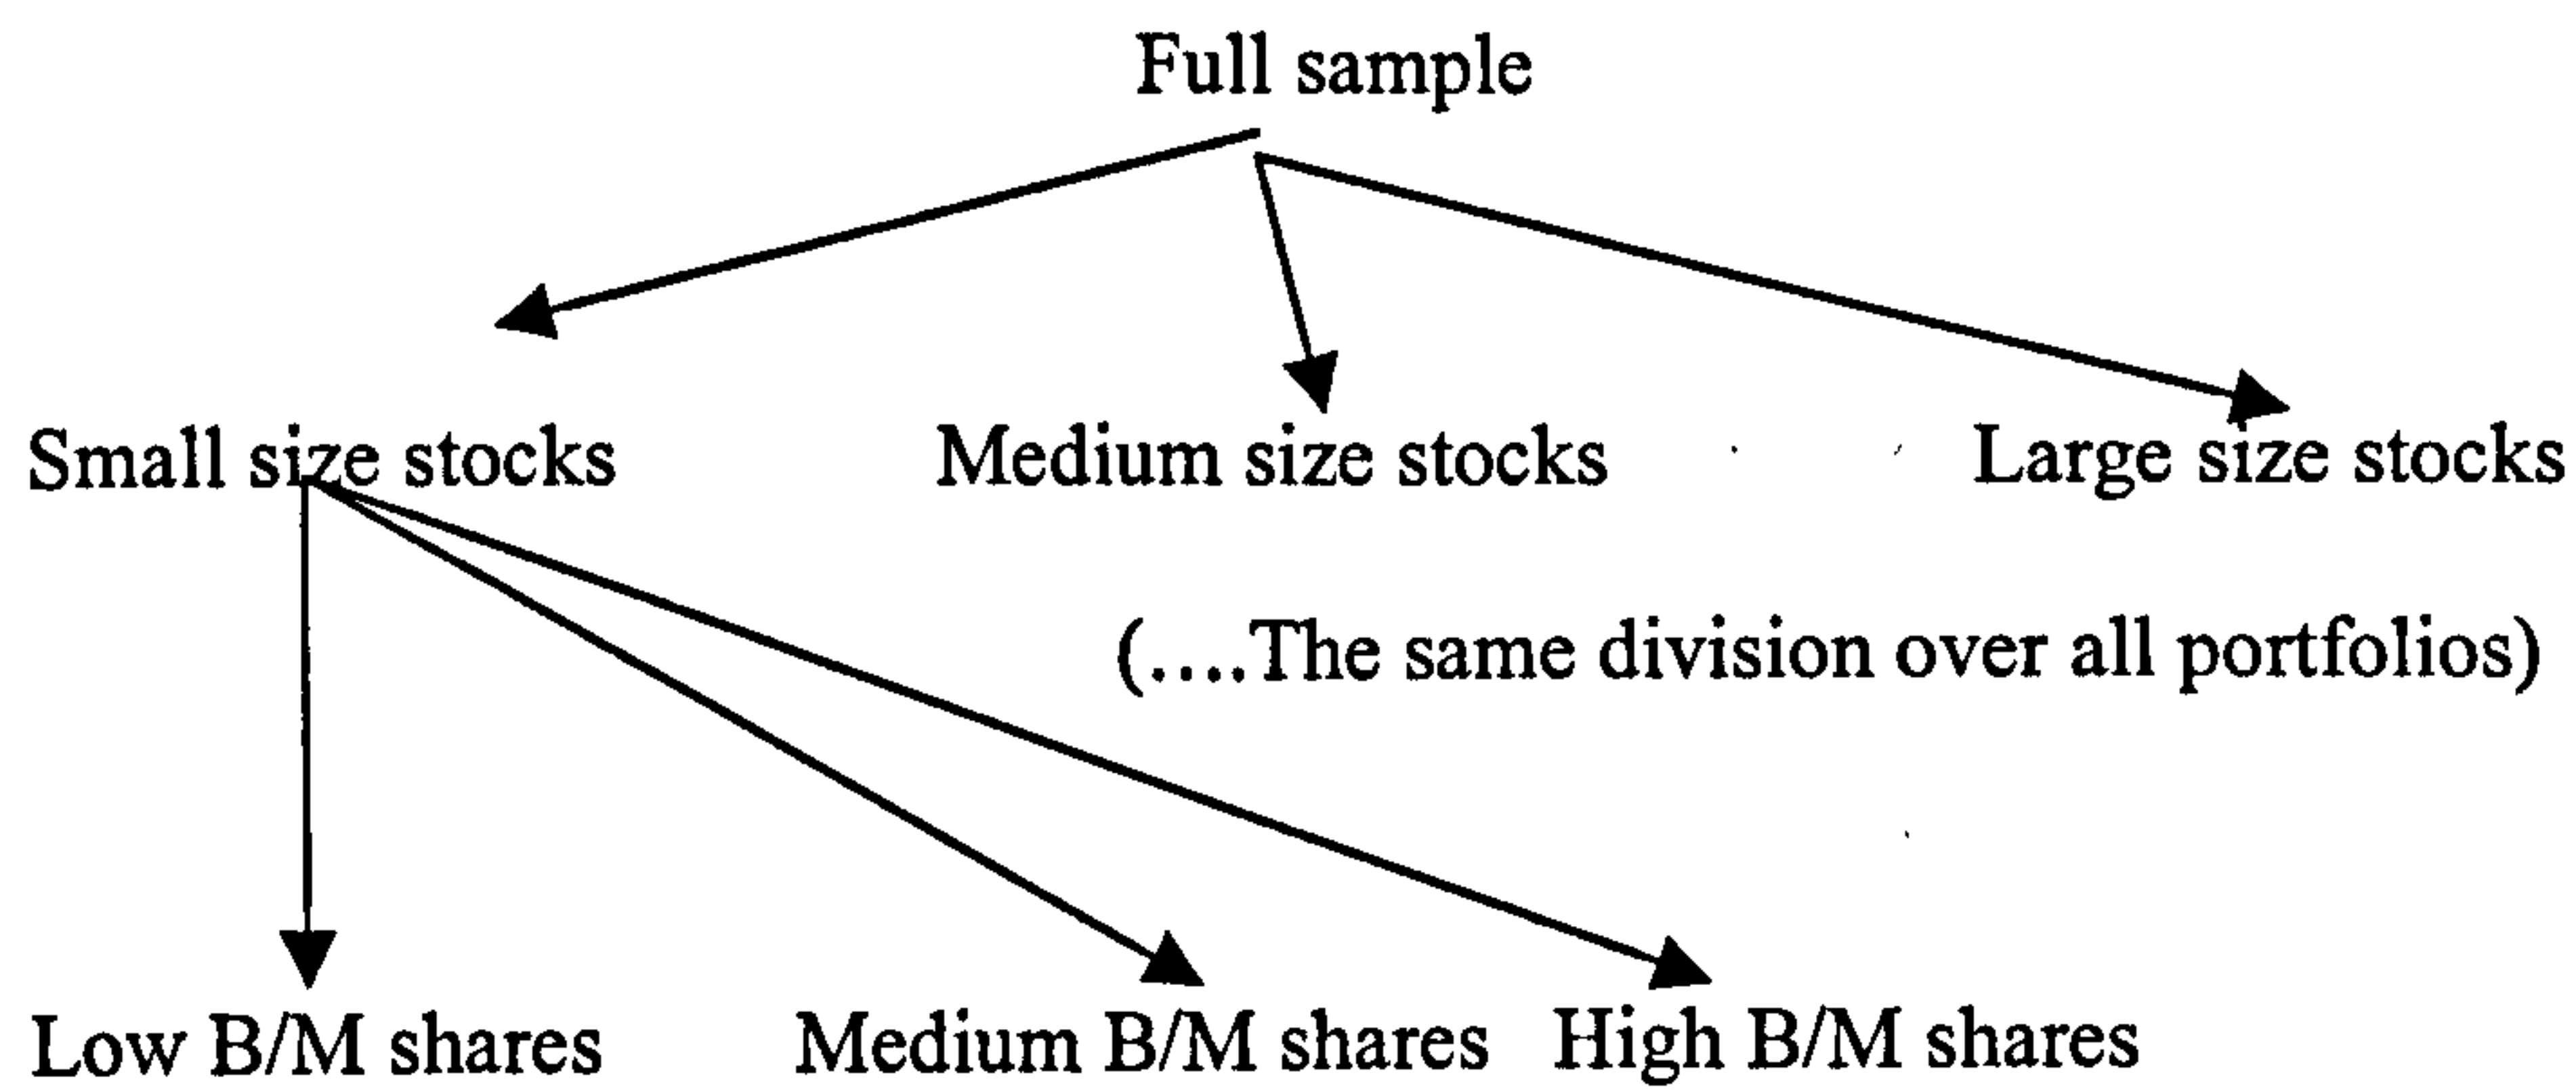 Full sample
Small size stocks Medium size stocks Large size stocks
(....The same division over all portfolios)
Low B/M shares Medium B/M shares High B/M shares